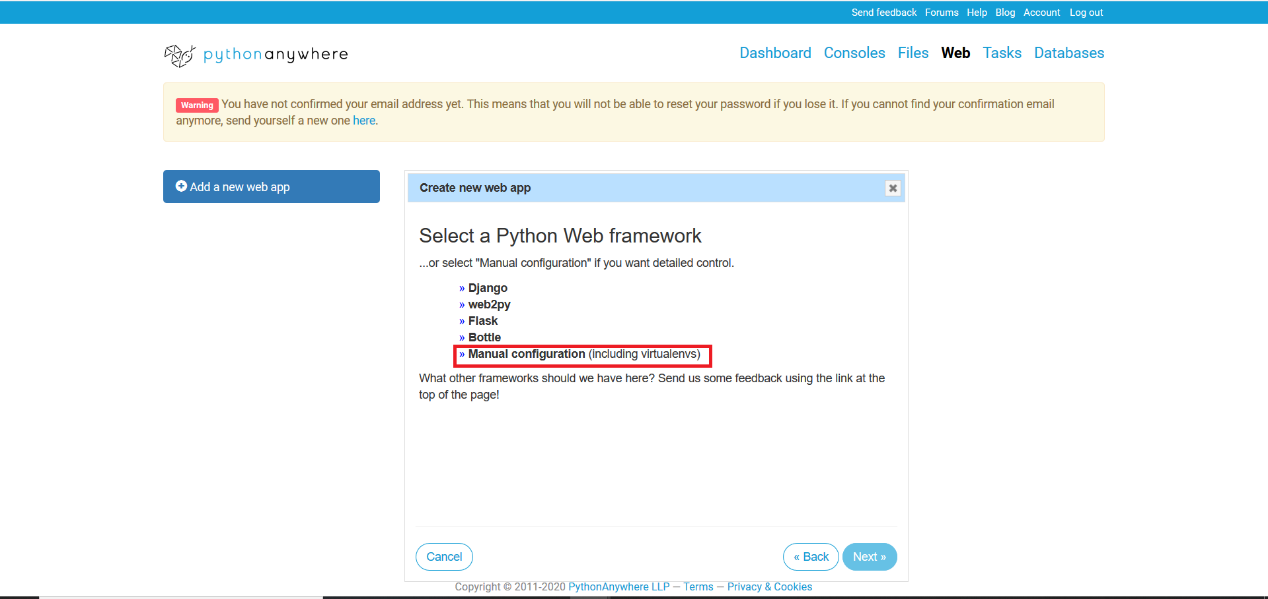 Send feedback Forums Help Blog Account Log out
pythonanywhere
Dashboard Consoles Files Web Tasks Databases
Warning You have not confirmed your email address yet. This means that you will not be able to reset your password if you lose it. If you cannot find your confirmation email
anymore, send yourself a new one here.
Add a new web app
Create new web app
Select a Python Web framework
...or select "Manual configuration" if you want detailed control.
» Django
» web2py
» Flask
» Bottle
» Manual configuration (including virtualenvs)
What other frameworks should we have here? Send us some feedback using the link at the
top of the page!
Cancel
« Back
Next »
Copyright © 2011-2020 PythonAnywhere LLP — Terms — Privacy & Cookies